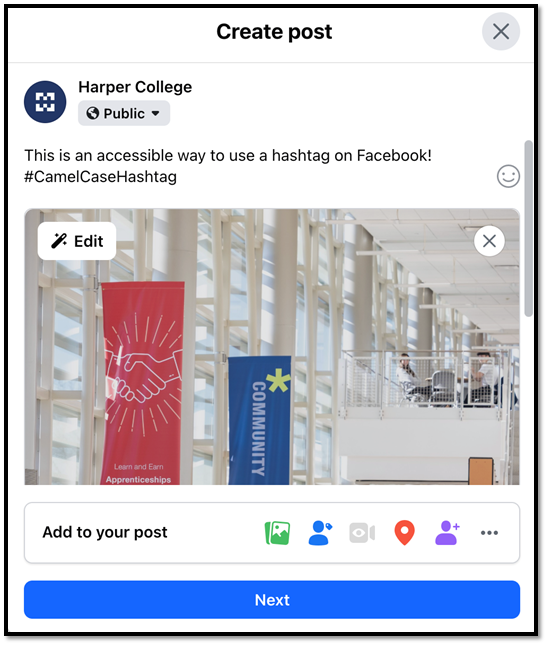 Create post
Harper College
Public
This is an accessible way to use a hashtag on Facebook!
#CamelCaseHashtag
Edit
Learn and Earn
Apprenticeships
COMMUNITY
Add to your post
Next